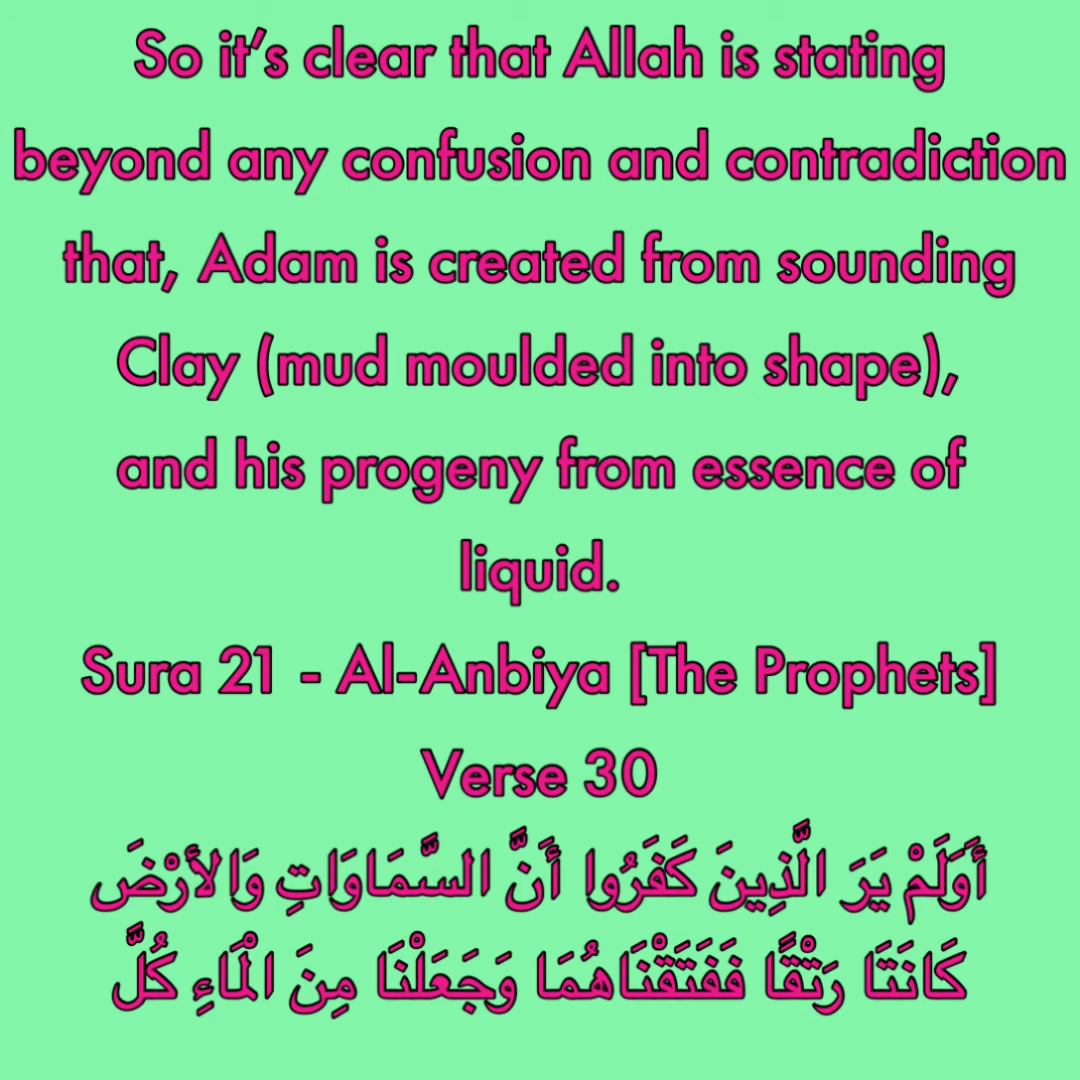 So it’s clear that Allah is stating
beyond any confusion and contradiction
that, Adam is created from sounding
Clay (mud moulded into shape),
and his progeny from essence of
liquid.
Sura 21 - Al-Anbiya [The Prophets]
Verse 30
أَوَلَمْ يَرَ الَّذِينَ كَفَرُوا أَنَّ السَّمَاوَاتِ وَالأرْضَ
كَانَتَا رَتْقًا فَفَتَقْنَاهُمَا وَجَعَلْنَا مِنَ الْمَاءِ كُلَّ